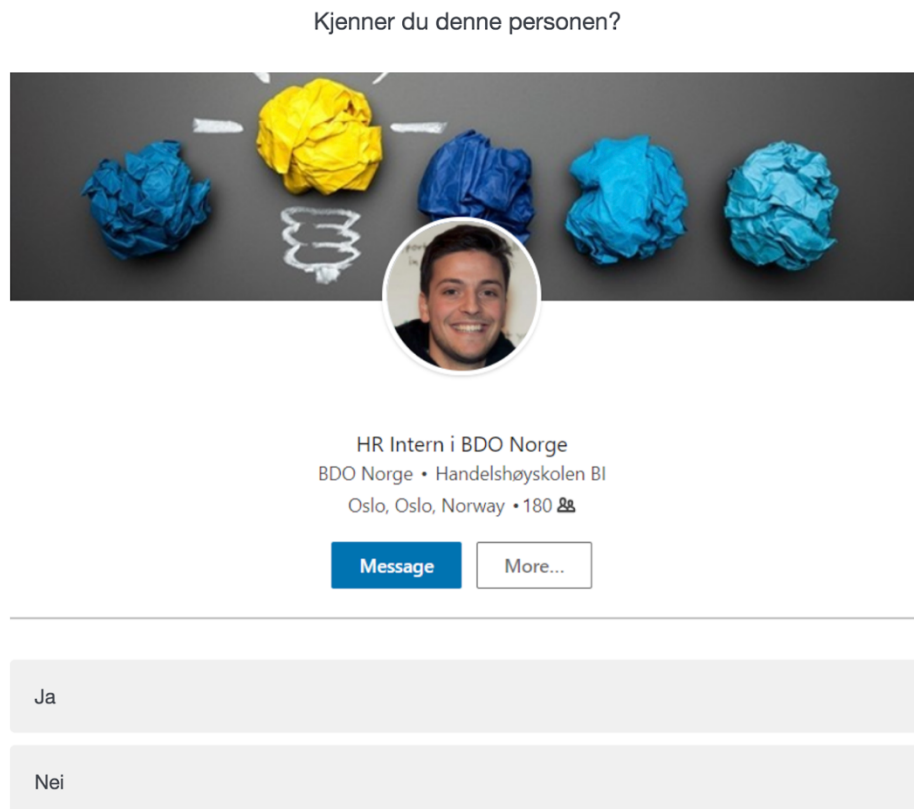 Kjenner du denne personen?
HR Intern i BDO Norge
BDO Norge • Handelshøyskolen BI
Oslo, Oslo, Norway • 180
Message
More...
Ja
Nei